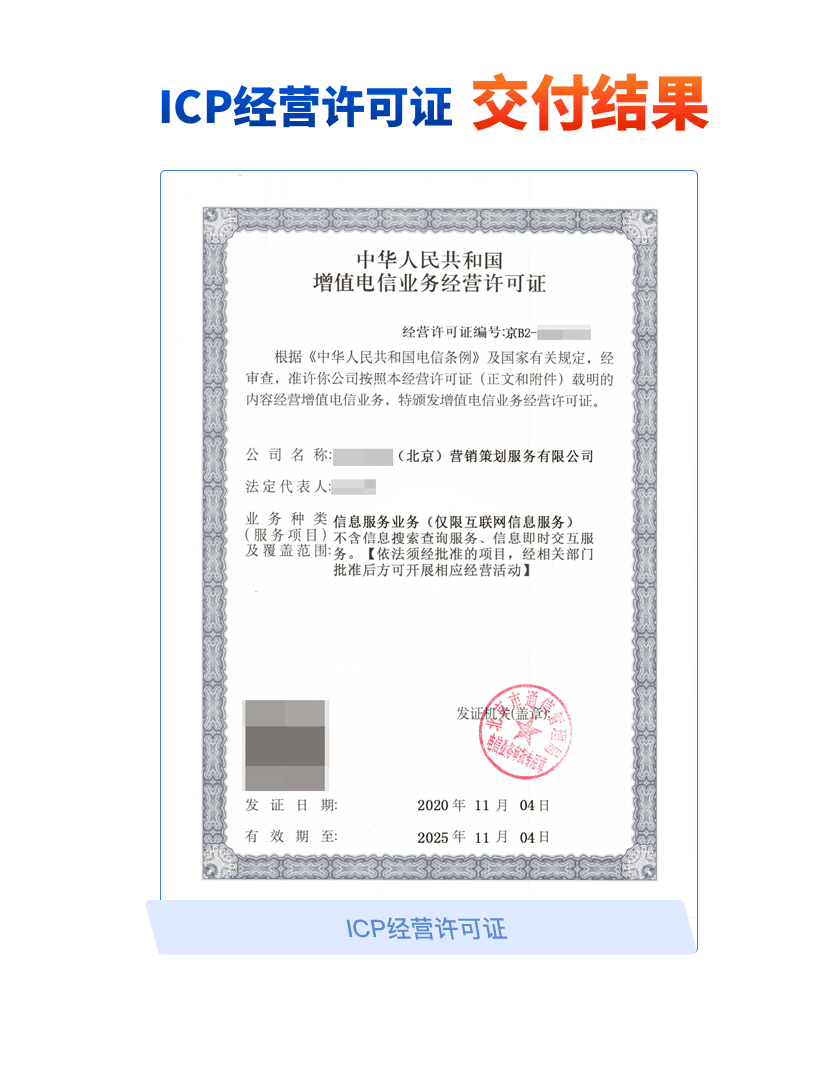 ICP经营许可证 交付结果
中华人民共和国
增值电信业务经营许可证
经营许可证编号:京B2-
根据《中华人民共和国电信条例》及国家有关规定，经
审查，准许你公司按照本经营许可证（正文和附件）载明的
内容经营增值电信业务，特颁发增值电信业务经营许可证。
公司名称: （北京）营销策划服务有限公司
法定代表人:
业务种类 信息服务业务（仅限互联网信息服务）
(服务项目) 不含信息搜索查询服务、信息即时交互服
及覆盖范围: 务。【依法须经批准的项目，经相关部门
批准后方可开展相应经营活动】
发证机关(盖章):
北京市通信管理局
发证日期: 2020年 11月 04日
有效期至: 2025年 11月 04日
ICP经营许可证